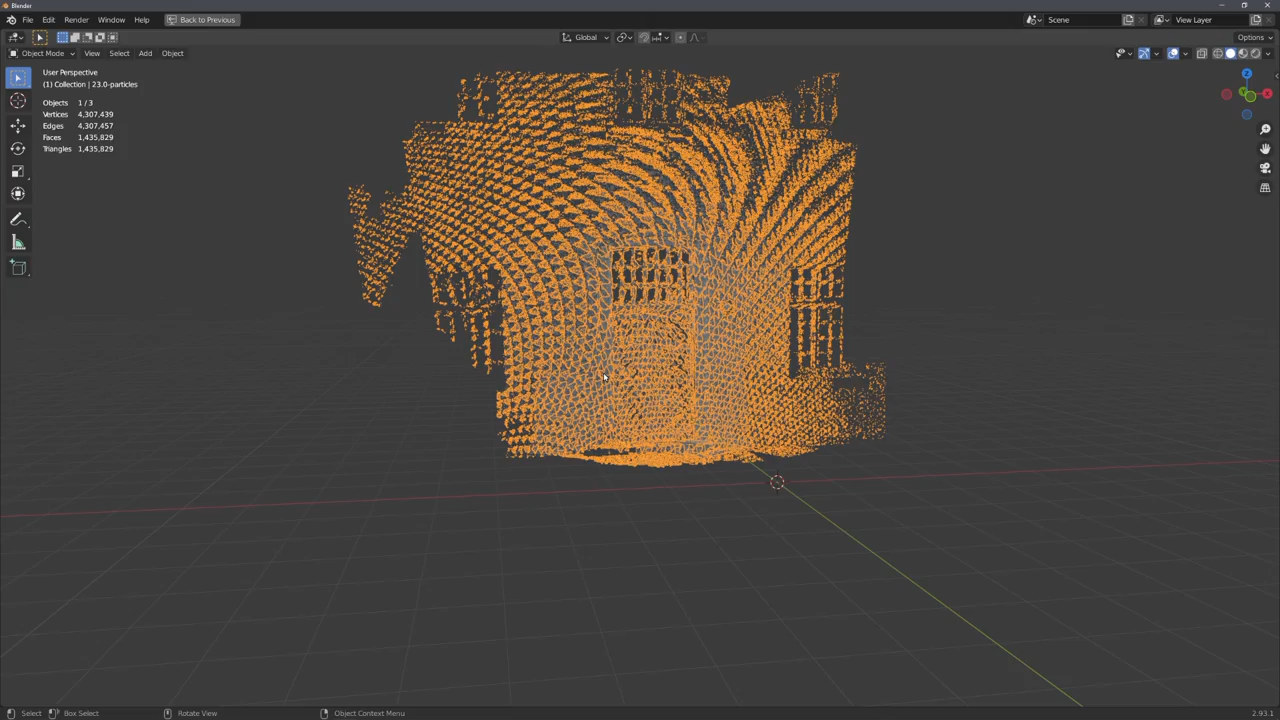 Blender
File Edit Render Window Help Back to Previous Scene View Layer
Global Options
Object Mode View Select Add Object
User Perspective
(1) Collection | 23.0-particles
Objects 1 / 3
Vertices 4,307,439
Edges 4,307,457
Faces 1,435,829
Triangles 1,435,829
Z
X
Y
Select Box Select Rotate View Object Context Menu 2.93.1